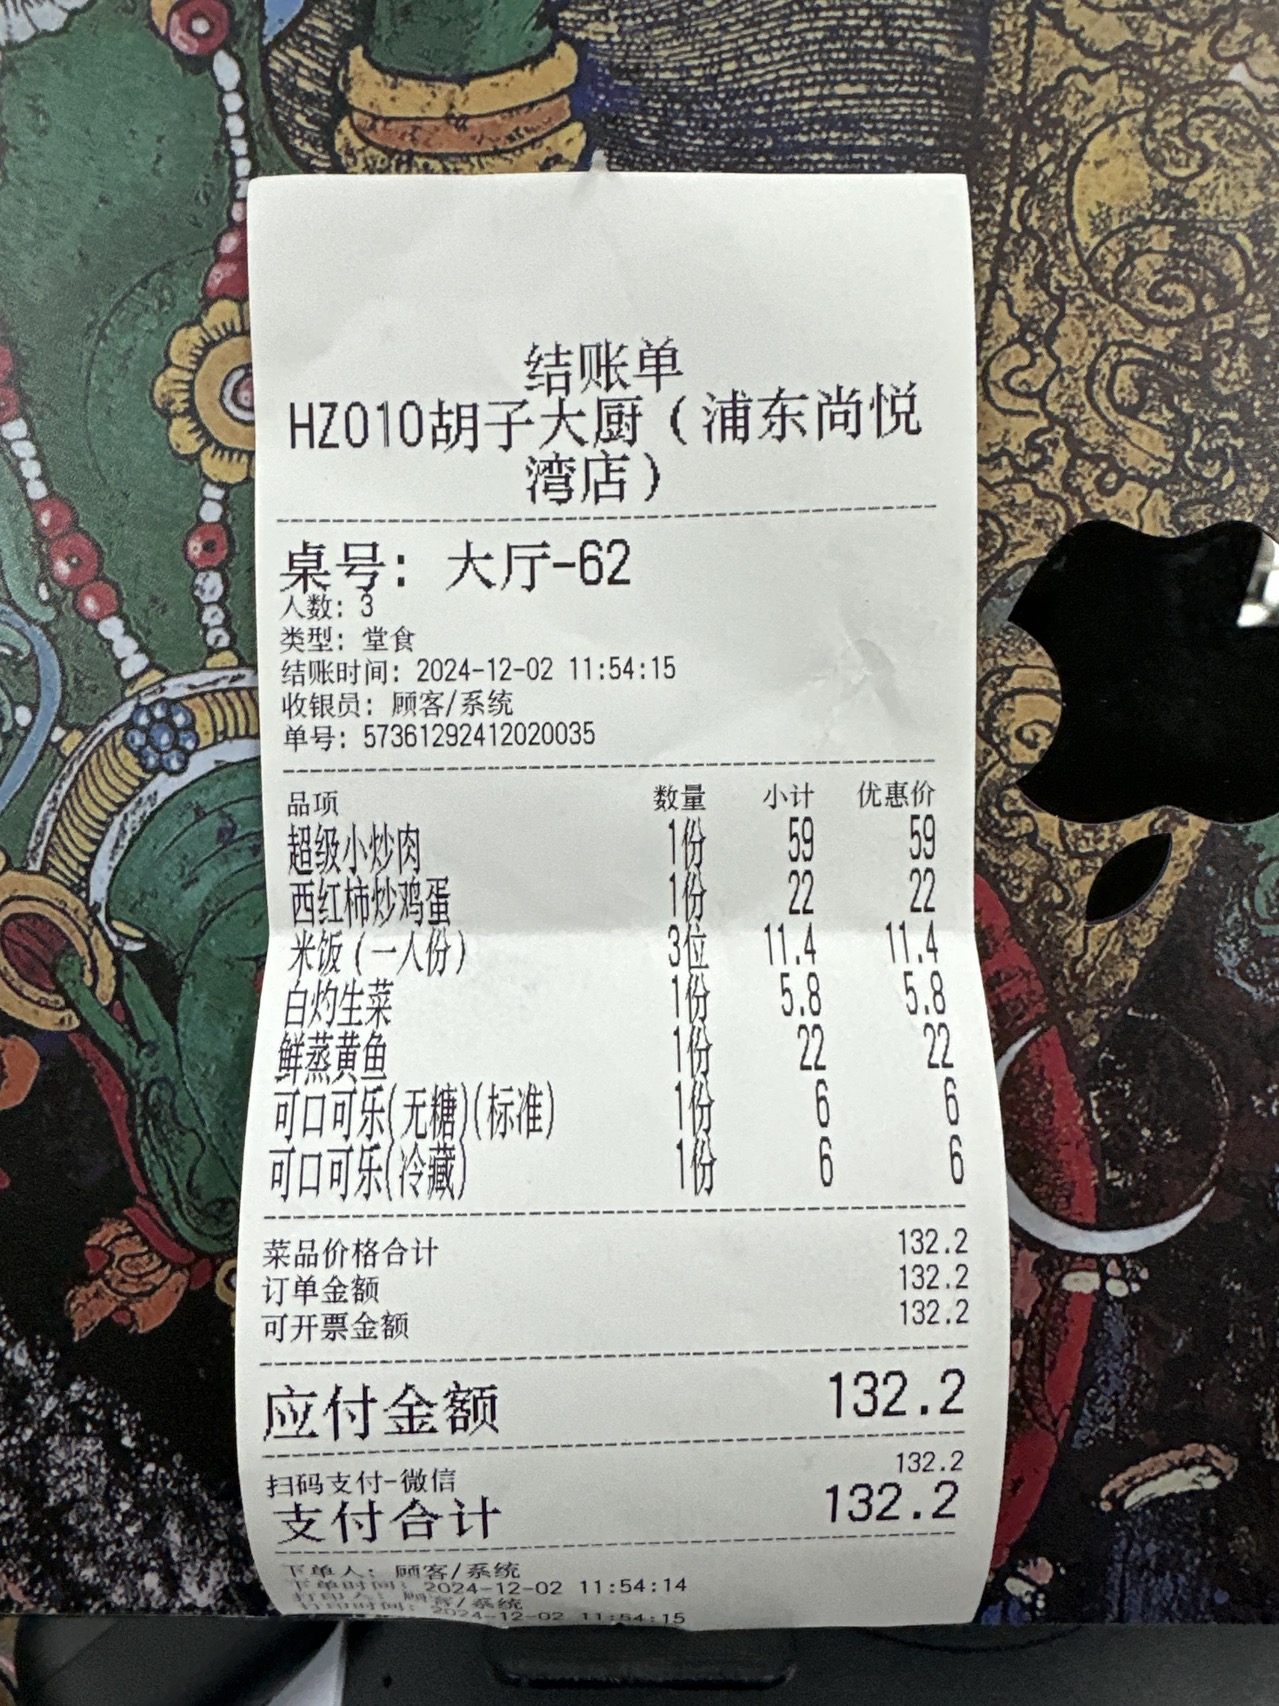 结账单
HZ010胡子大厨（浦东尚悦
湾店）
桌号：大厅-62
人数：3
类型：堂食
结账时间：2024-12-02 11:54:15
收银员：顾客/系统
单号：57361292412020035
品项 数量 小计 优惠价
超级小炒肉 1份 59 59
西红柿炒鸡蛋 1份 22 22
米饭（一人份） 3位 11.4 11.4
白灼生菜 1份 5.8 5.8
鲜蒸黄鱼 1份 22 22
可口可乐(无糖)(标准) 1份 6 6
可口可乐(冷藏) 1份 6 6
菜品价格合计 132.2
订单金额 132.2
可开票金额 132.2
应付金额 132.2
扫码支付-微信 132.2
支付合计 132.2
下单人：顾客/系统
下单时间：2024-12-02 11:54:14
打印人：顾客/系统
打印时间：2024-12-02 11:54:15